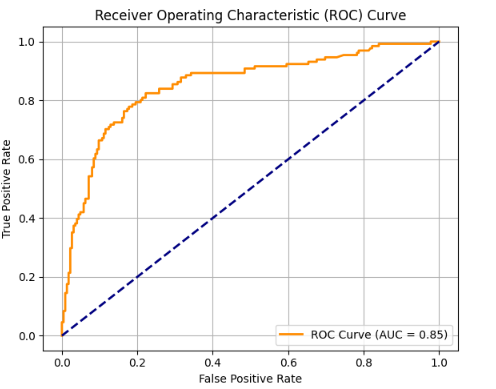 Receiver Operating Characteristic (ROC) Curve
True Positive Rate
1.0
0.8
0.6
0.4
0.2
0.0
ROC Curve (AUC = 0.85)
0.0 0.2 0.4 0.6 0.8 1.0
False Positive Rate